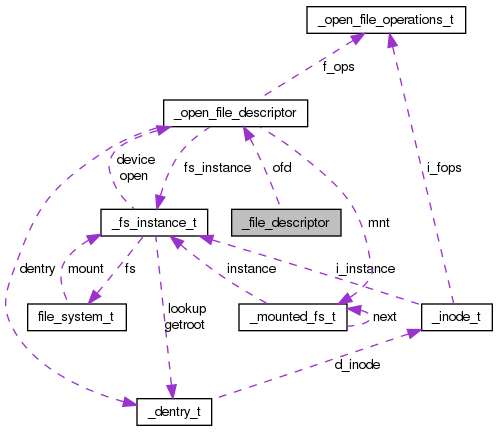 _open_file_operations_t
f_ops
_open_file_descriptor
device
open
fs_instance
ofd
i_fops
_fs_instance_t
_file_descriptor
mnt
dentry
mount
fs
instance
i_instance
lookup
getroot
file_system_t
_mounted_fs_t
next
_inode_t
d_inode
_dentry_t